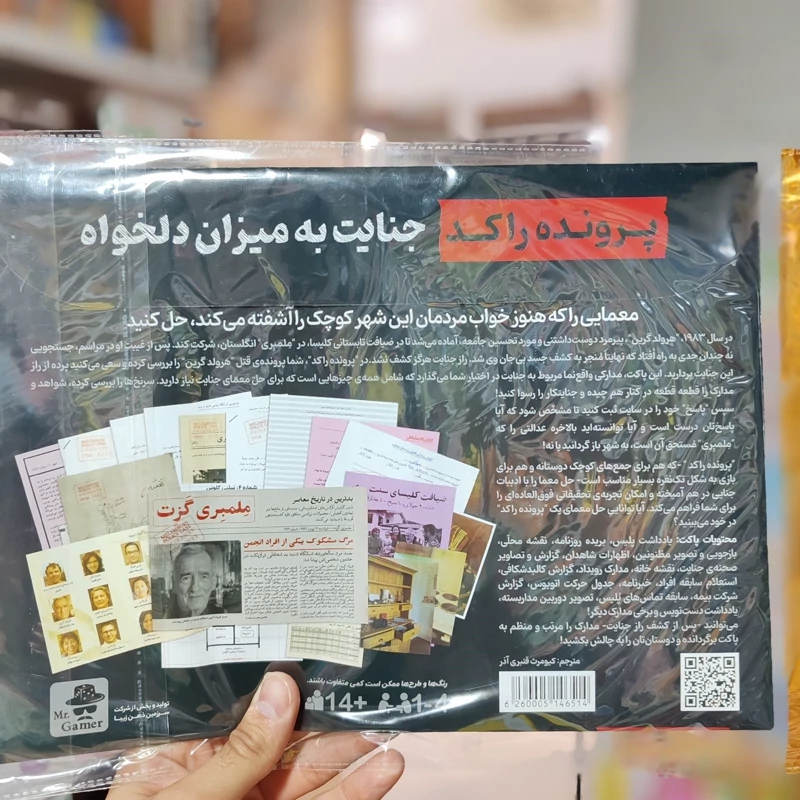 پرونده راکد جنایت به میزان دلخواه
معمایی را که هنوز خواب مردمان این شهر کوچک را آشفته می‌کند، حل کنید
در سال ۱۹۸۳، "هرولد گرین"، پیرمرد دوست‌داشتنی و مورد تحسین جامعه، آماده می‌شد تا در ضیافت تابستانی کلیسا، در "ملمبری" انگلستان، شرکت کند. پس از غیبت او در مراسم، جستجویی
نه چندان جدی به راه افتاد که نهایتاً منجر به کشف جسد بی‌جان وی شد. راز جنایت هرگز کشف نشد. در "پرونده راکد"، شما پرونده‌ی قتل "هرولد گرین" را بررسی کرده و سعی می‌کنید پرده از راز
این جنایت بردارید. این پاکت، مدارکی واقع‌نما مربوط به جنایت در اختیار شما می‌گذارد که شامل همه‌ی چیزهایی است که برای حل معمای جنایت نیاز دارید. سرنخ‌ها را بررسی کرده، شواهد و
مدارک را قطعه قطعه در کنار هم چیده و جنایتکار را رسوا کنید!
سپس "پاسخ" خود را در سایت ثبت کنید تا مشخص شود که آیا
پاسخ‌تان درست است و آیا توانسته‌اید بالاخره عدالتی را که
"ملمبری" مستحق آن است، به شهر باز گردانید یا نه!
"پرونده راکد" -که هم برای جمع‌های کوچک دوستانه و هم برای
بازی به شکل تک‌نفره بسیار مناسب است- حل معما را با ادبیات
جنایی در هم آمیخته و امکان تجربه‌ی تحقیقاتی فوق‌العاده‌ای را
برای شما فراهم می‌کند. آیا توانایی حل معمای یک "پرونده راکد" را
در خود می‌بینید؟
محتویات پاکت: یادداشت پلیس، بریده روزنامه، نقشه محلی،
بازجویی و تصویر مظنونین، اظهارات شاهدان، گزارش و تصاویر
صحنه‌ی جنایت، نقشه خانه، مدارک رویداد، گزارش کالبدشکافی،
استعلام سابقه افراد، خبرنامه، جدول حرکت اتوبوس، گزارش
شرکت بیمه، سابقه تماس‌های پلیس، تصویر دوربین مداربسته،
یادداشت دست‌نویس و برخی مدارک دیگر!
می‌توانید -پس از کشف راز جنایت- مدارک را مرتب و منظم به
پاکت برگردانده و دوستان‌تان را به چالش بکشید!
مترجم: کیومرث قنبری آذر
6260005146514
بدترین در تاریخ معاصر
ملمبری گزت
مرگ مشکوک یکی از افراد انجمن
ضیافت کلیسای سنت
رنگ‌ها و طرح‌ها ممکن است کمی متفاوت باشند.
14+ 1-4
Mr. Gamer
تولید و پخش از شرکت
سرزمین ذهن زیبا